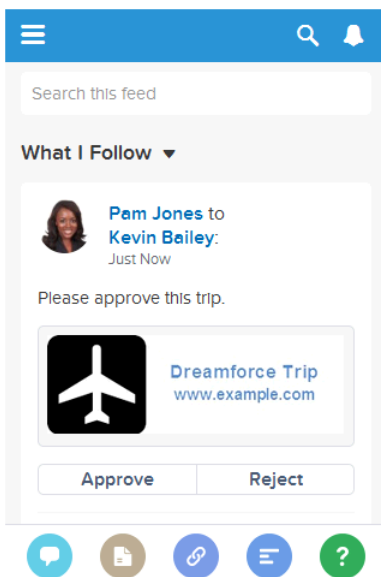 Search this feed
What I Follow
Pam Jones to
Kevin Bailey:
Just Now
Please approve this trip.
Dreamforce Trip
www.example.com
Approve Reject
?